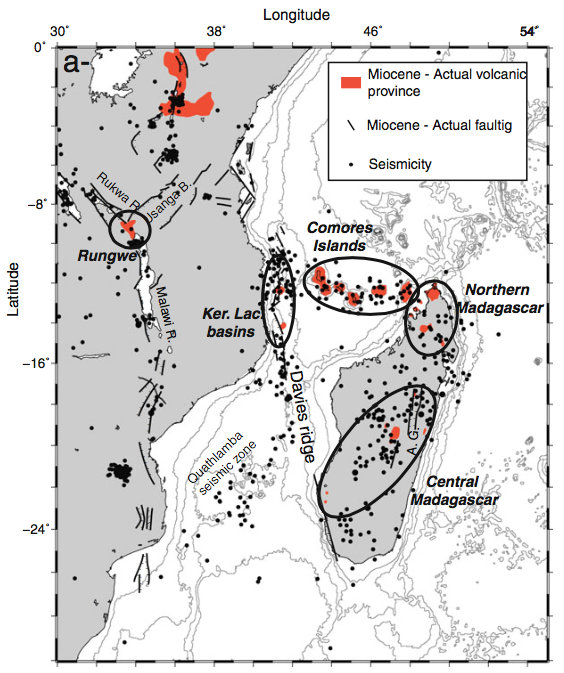 Longitude
30˚ 38˚ 46˚ 54˚
0˚
a-
Miocene - Actual volcanic
province
Miocene - Actual faultig
Seismicity
-8˚
Rukwa R.
Usanga B.
Rungwe
Comores
Islands
Northern
Madagascar
Latitude
Malawi R.
Ker. Lac.
basins
-16˚
Davies ridge
A. G.
Quathlamba
seismic zone
Central
Madagascar
-24˚